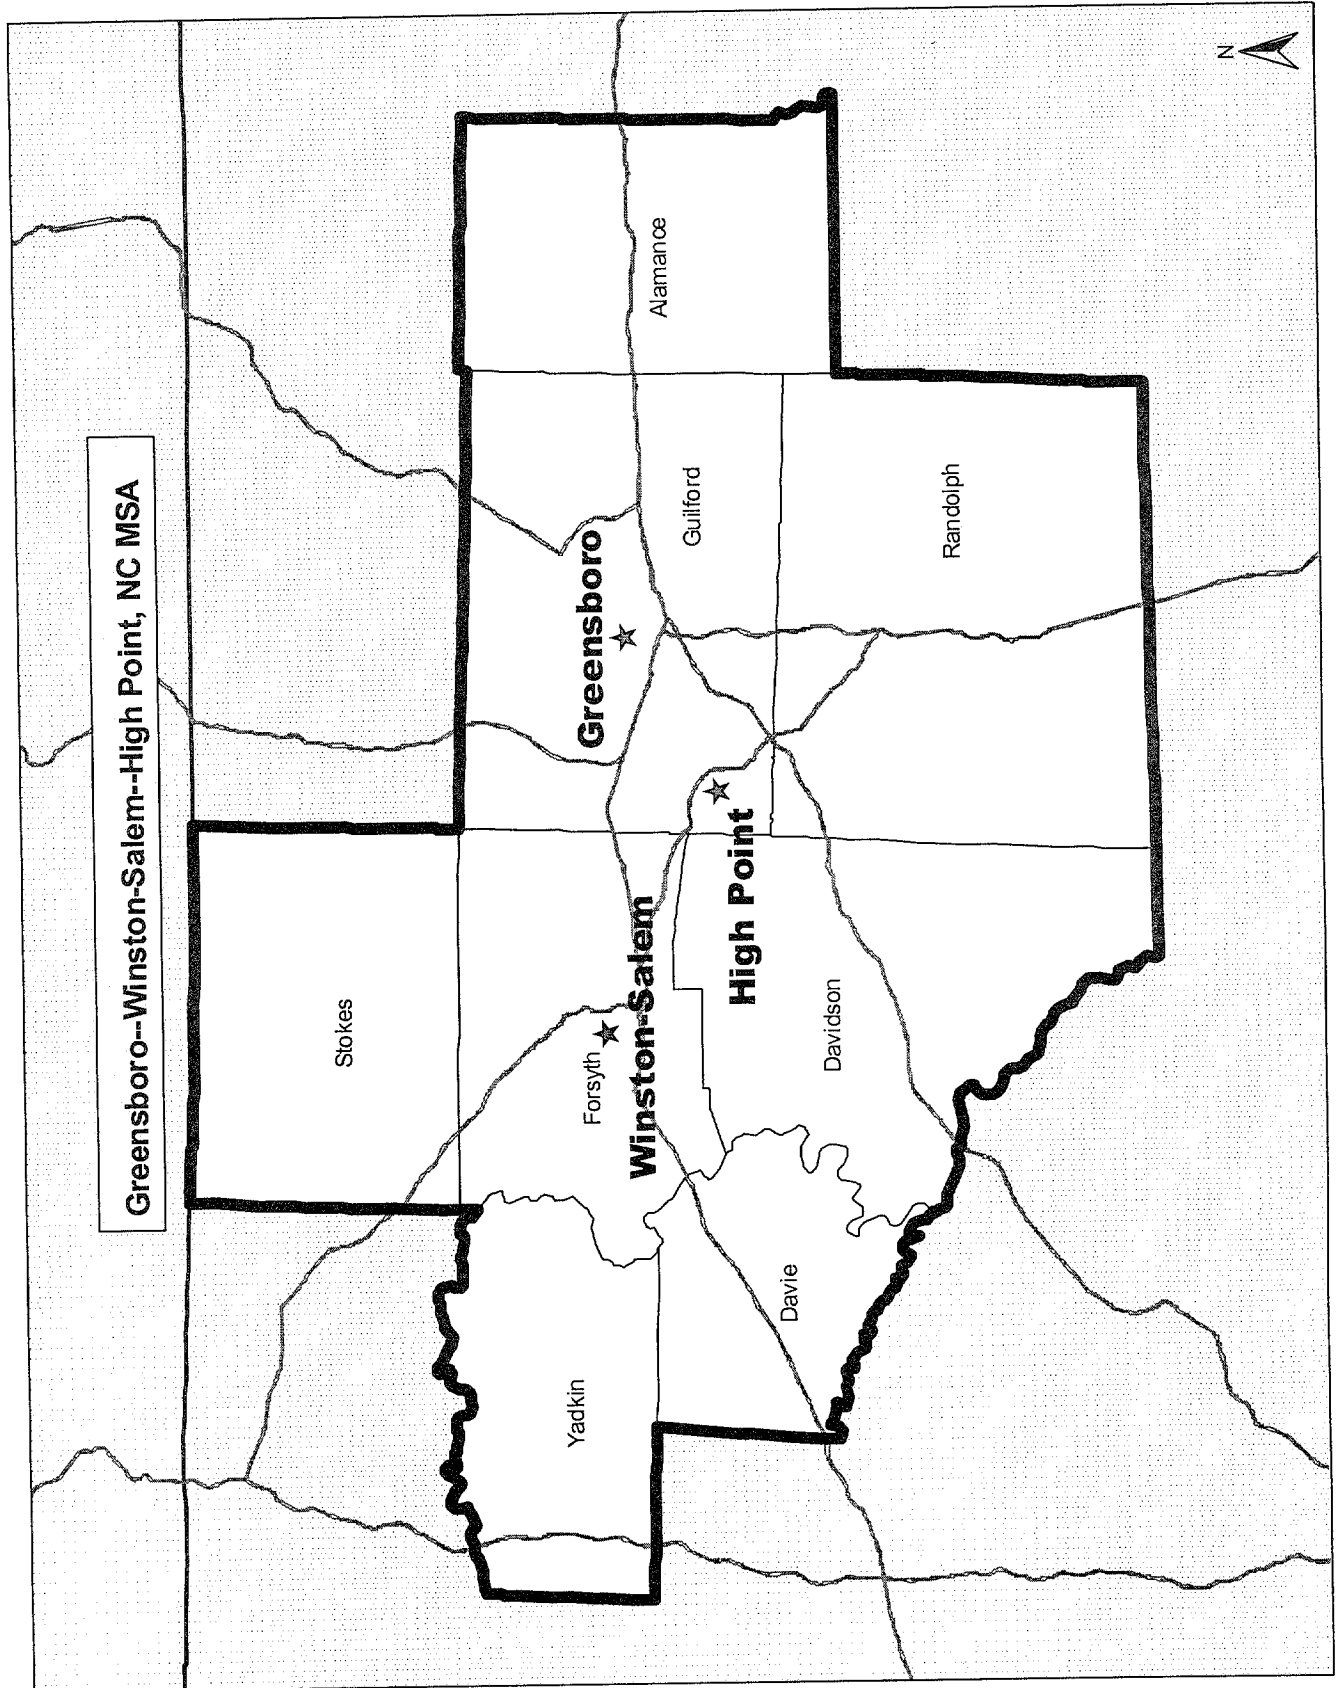 Greensboro--Winston-Salem--High Point, NC MSA
Stokes
Yadkin
Forsyth
Winston-Salem
Greensboro
Guilford
Alamance
High Point
Davie
Davidson
Randolph
N